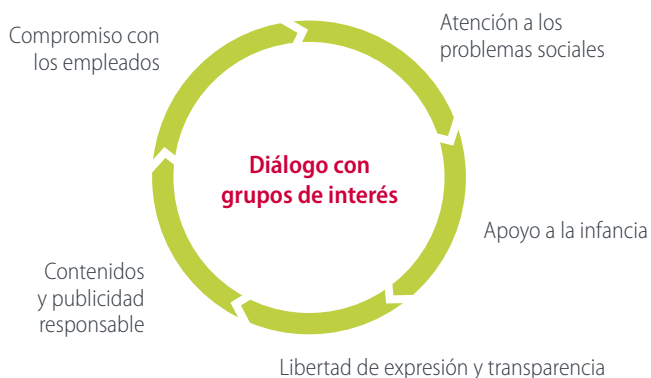 Compromiso con
los empleados
Atención a los
problemas sociales
Diálogo con
grupos de interés
Apoyo a la infancia
Contenidos
y publicidad
responsable
Libertad de expresión y transparencia